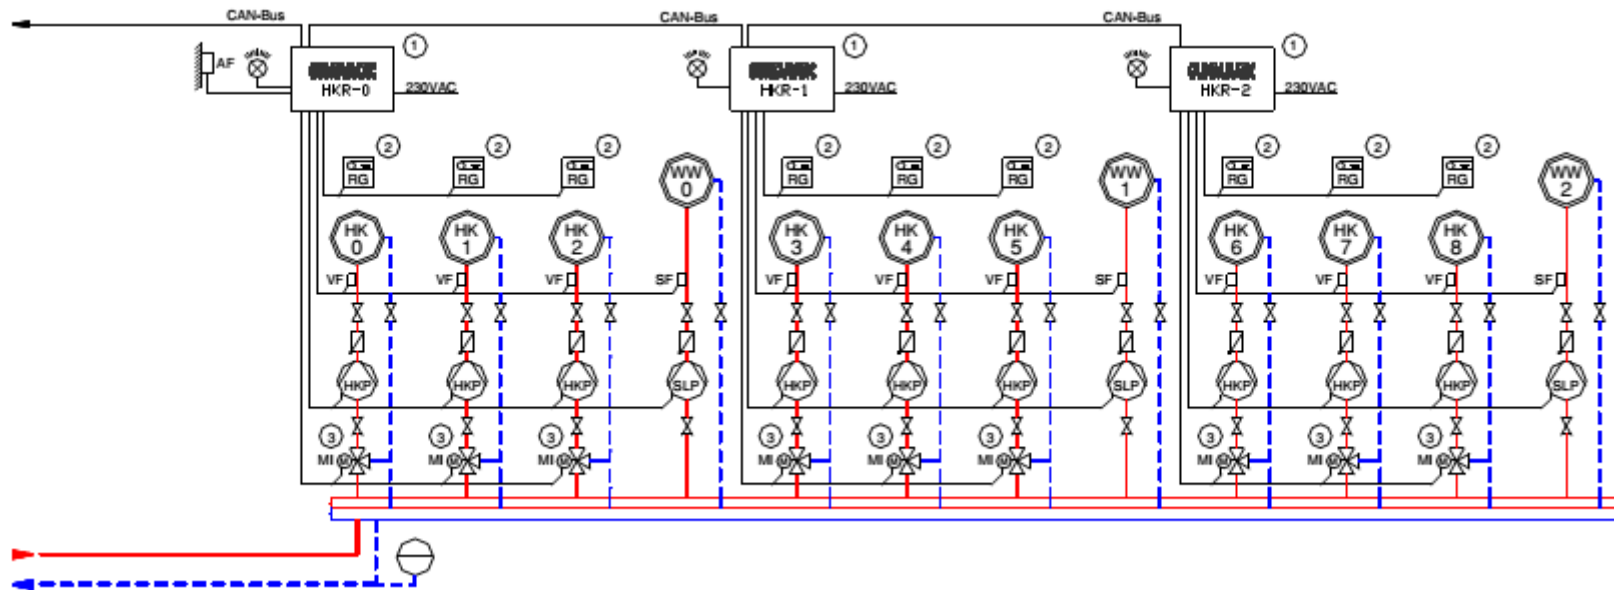 CAN-Bus CAN-Bus CAN-Bus
1 1 1
AF
HKR-0 230VAC HKR-1 230VAC HKR-2 230VAC
2 2 2 2 2 2 2 2 2
RG RG RG WW 0 RG RG RG WW 1 RG RG RG WW 2
HK 0 HK 1 HK 2 HK 3 HK 4 HK 5 HK 6 HK 7 HK 8
VF VF VF SF VF VF VF SF VF VF VF SF
HKP HKP HKP SLP HKP HKP HKP SLP HKP HKP HKP SLP
3 3 3 3 3 3 3 3 3
MI M MI M MI M MI M MI M MI M MI M MI M MI M